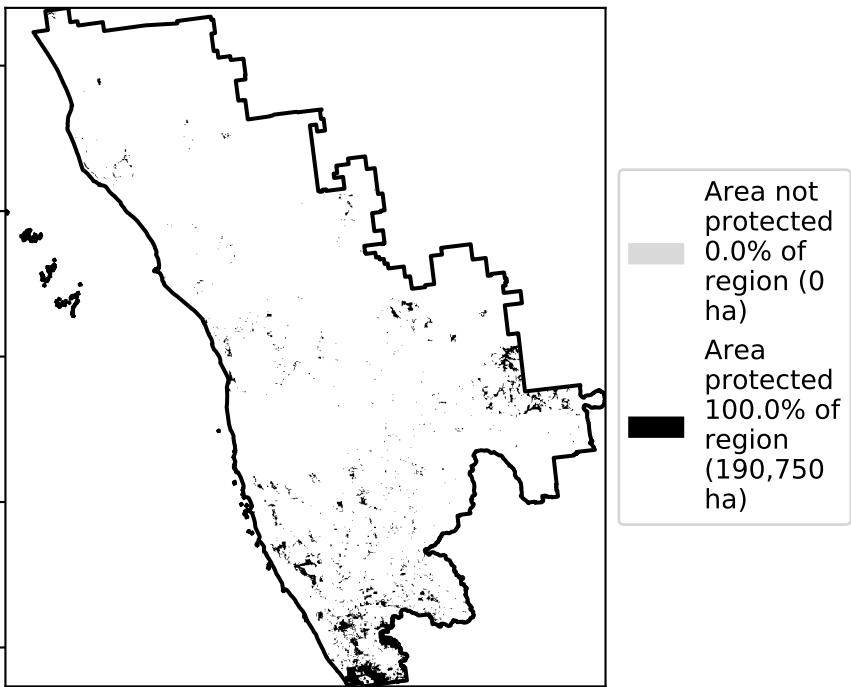 Area not
protected
0.0% of
region (0
ha)
Area
protected
100.0% of
region
(190,750
ha)